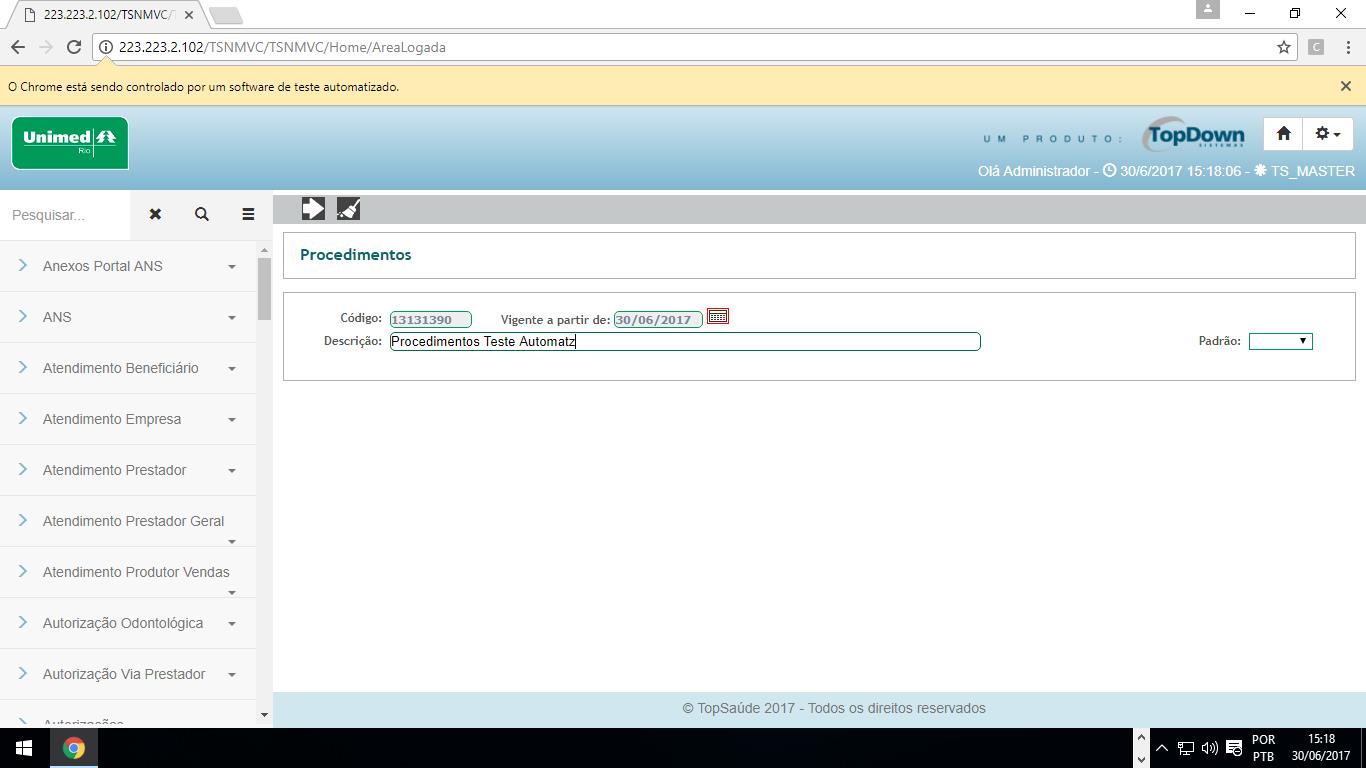 223.223.2.102/TSNMVC/T
223.223.2.102/TSNMVC/TSNMVC/Home/AreaLogada
C
O Chrome está sendo controlado por um software de teste automatizado.
Unimed
Rio
UM PRODUTO:
TopDown
SISTEMAS
Olá Administrador - 30/6/2017 15:18:06 - TS_MASTER
Pesquisar...
Anexos Portal ANS
ANS
Atendimento Beneficiário
Atendimento Empresa
Atendimento Prestador
Atendimento Prestador Geral
Atendimento Produtor Vendas
Autorização Odontológica
Autorização Via Prestador
Autorizações
Procedimentos
Código: 13131390 Vigente a partir de: 30/06/2017
Descrição: Procedimentos Teste Automatz Padrão:
© TopSaúde 2017 - Todos os direitos reservados
POR
PTB
15:18
30/06/2017